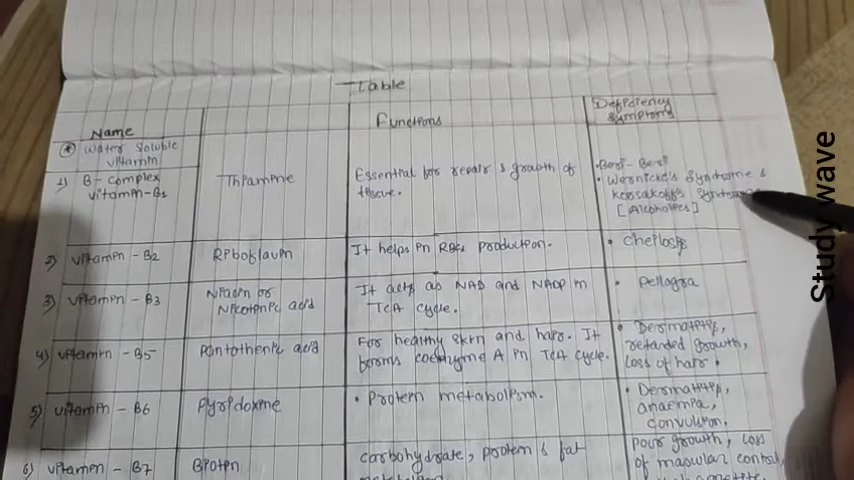 Table
Name
Functions
Deficiency Symptoms
* Water soluble vitamin
1) B-complex vitamin-B1
Thiamine
Essential for repair & growth of tissue.
• Beri-Beri
• Wernicke's Syndrome &
Korsakoff's Syndrome
[Alcoholics]
2) vitamin-B2
Riboflavin
It helps in RBCs production.
• cheilosis
3) vitamin-B3
Niacin or Nicotinic acid
It acts as NAD and NADP in TCA cycle.
• Pellagra
4) vitamin-B5
Pantothenic acid
For healthy skin and hair. It forms coenzyme A in TCA cycle.
• Dermatitis, retarded growth, Loss of hair.
5) vitamin-B6
Pyridoxine
• Protein metabolism.
• Dermatitis, anaemia, convulsion.
6) vitamin-B7
Biotin
carbohydrate, protein & fat
poor growth, Loss of mascular control,
Study wave